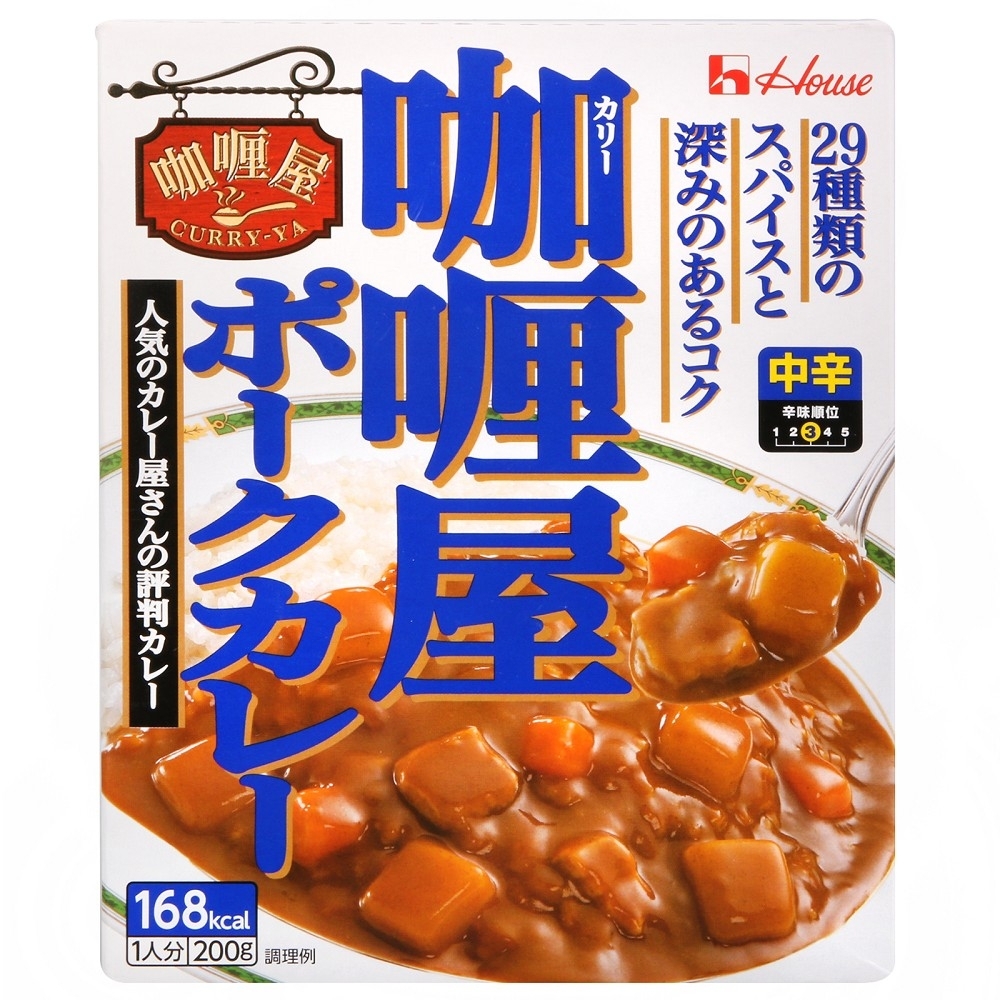 House
咖喱屋
CURRY-YA
咖喱屋
カリー
ポークカレー
29種類の
スパイスと
深みのあるコク
人気のカレー屋さんの評判カレー
中辛
辛味順位
1 2 3 4 5
168kcal
1人分 200g
調理例